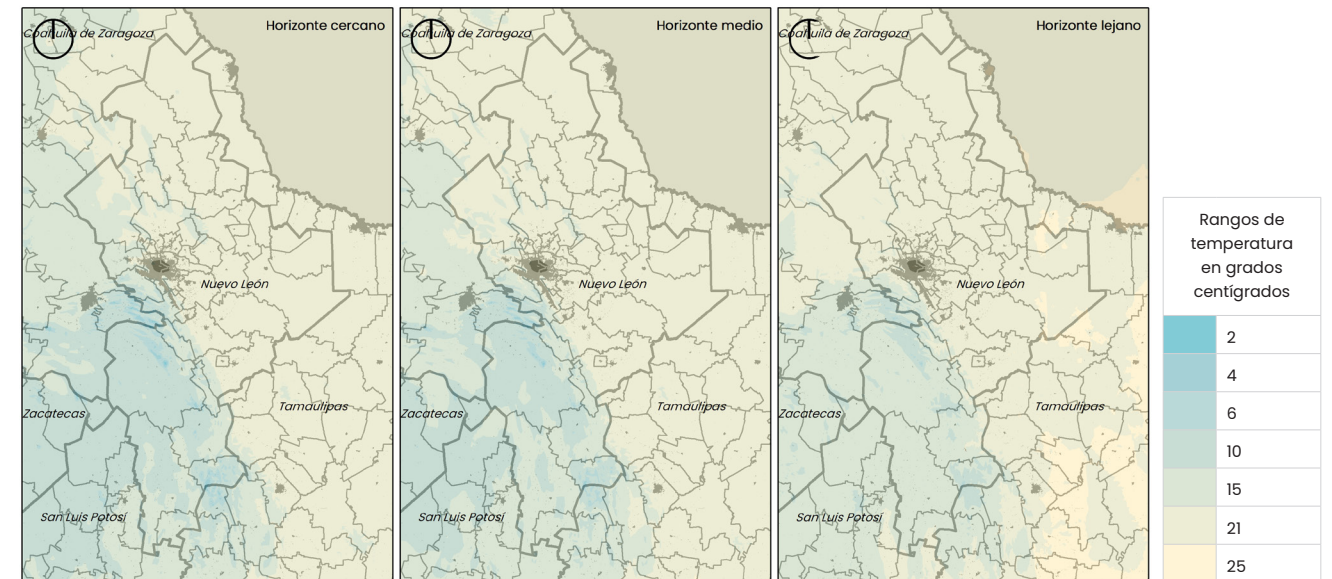 Horizonte cercano
Coahuila de Zaragoza
Nuevo León
Zacatecas
Tamaulipas
San Luis Potosí
Horizonte medio
Coahuila de Zaragoza
Nuevo León
Zacatecas
Tamaulipas
San Luis Potosí
Horizonte lejano
Coahuila de Zaragoza
Nuevo León
Zacatecas
Tamaulipas
San Luis Potosí
Rangos de
temperatura
en grados
centígrados
2
4
6
10
15
21
25